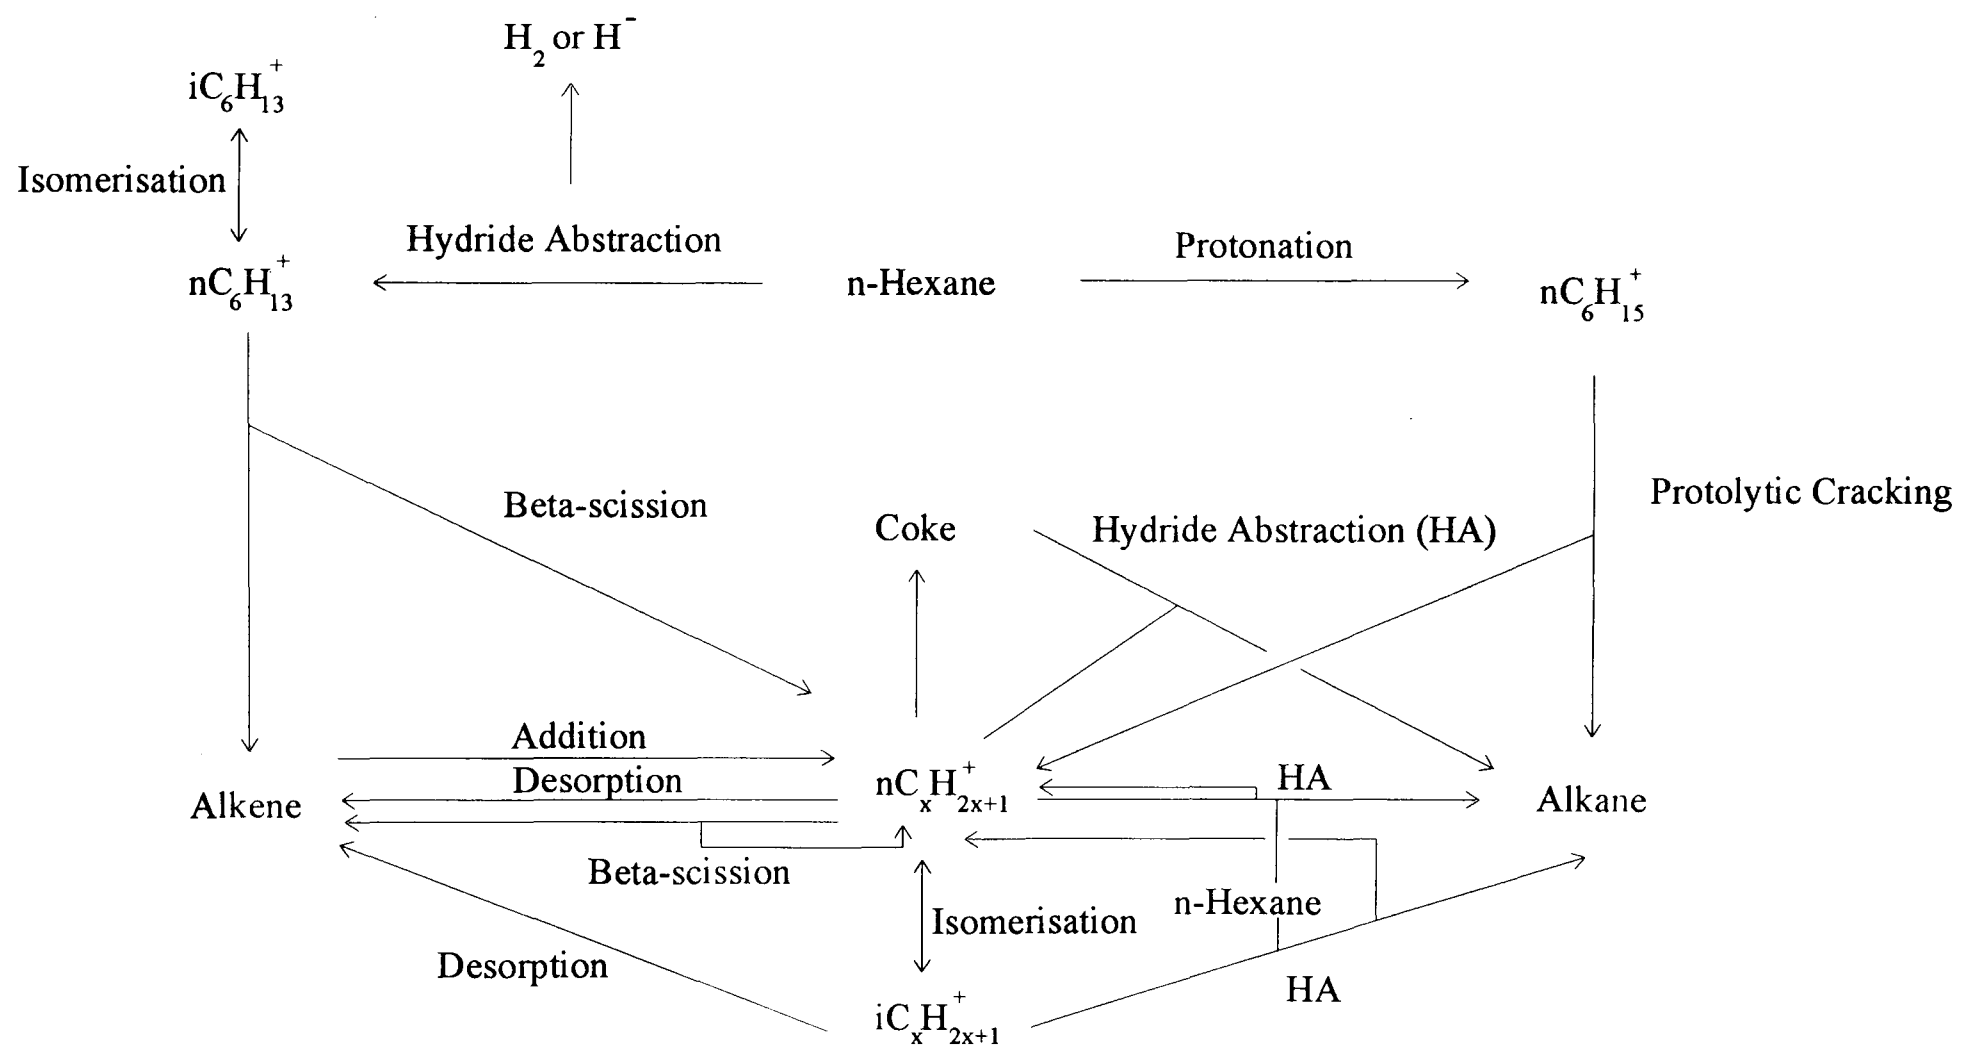 H₂ or H⁻
iC₆H₁₃⁺
Isomerisation
Hydride Abstraction
Protonation
nC₆H₁₃⁺
n-Hexane
nC₆H₁₅⁺
Beta-scission
Coke
Hydride Abstraction (HA)
Protolytic Cracking
Addition
Desorption
HA
Alkene
nCₓH₂ₓ₊₁⁺
Alkane
Beta-scission
n-Hexane
Isomerisation
Desorption
HA
iCₓH₂ₓ₊₁⁺